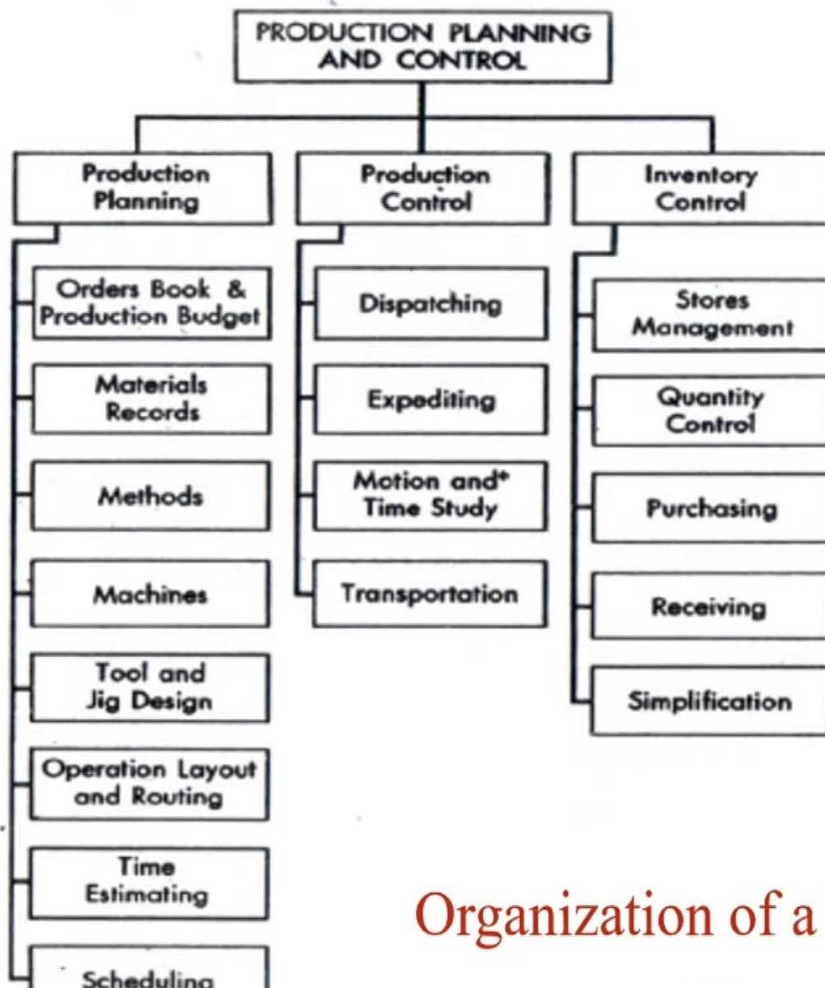 PRODUCTION PLANNING
AND CONTROL
Production
Planning
Orders Book &
Production Budget
Materials
Records
Methods
Machines
Tool and
Jig Design
Operation Layout
and Routing
Time
Estimating
Scheduling
Production
Control
Dispatching
Expediting
Motion and*
Time Study
Transportation
Inventory
Control
Stores
Management
Quantity
Control
Purchasing
Receiving
Simplification
Organization of a